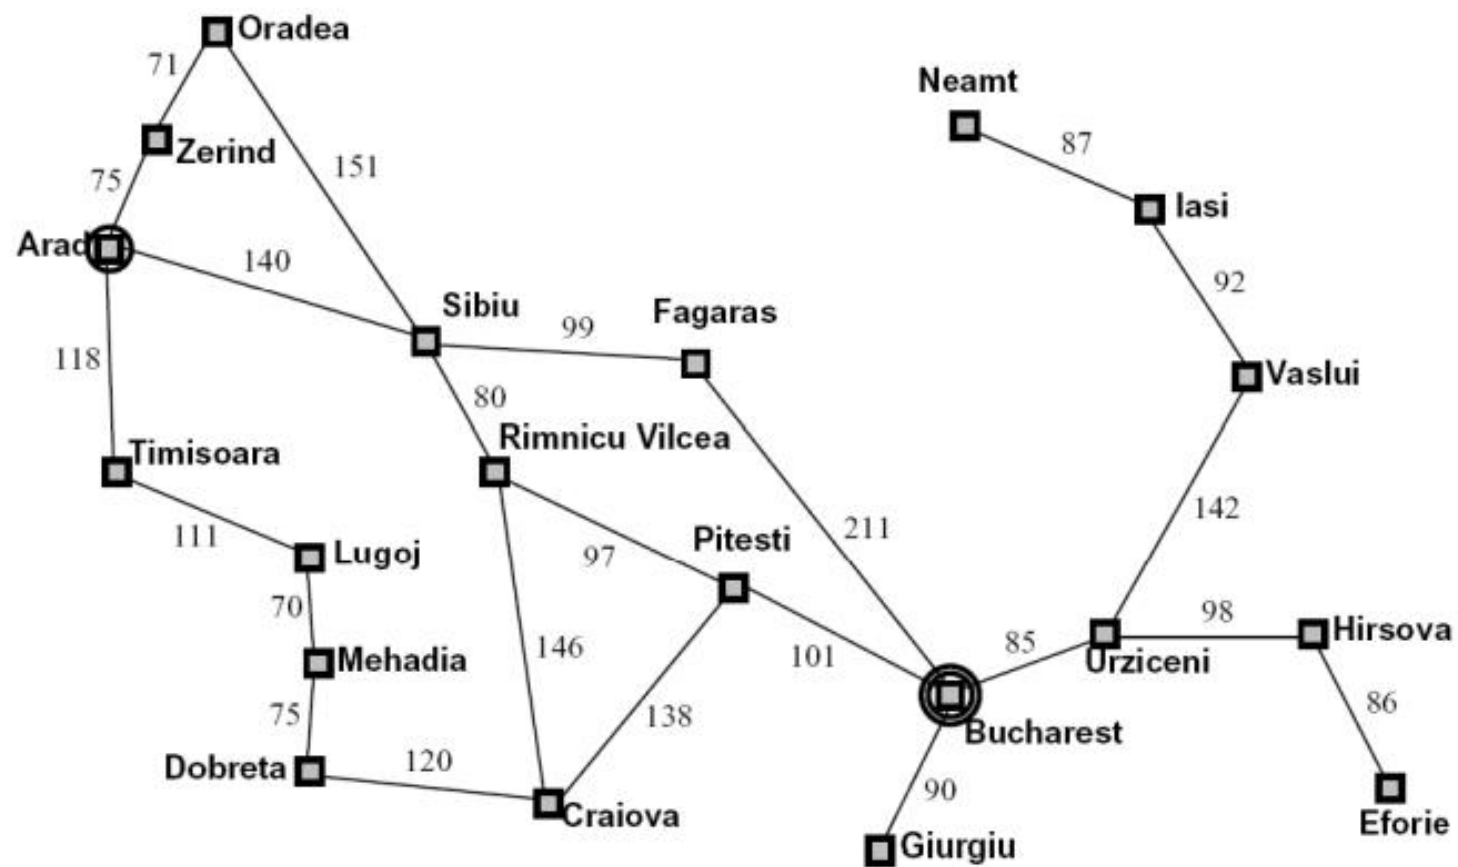 Oradea
71
Neamt
87
Zerind
151
75
Iasi
Arad
140
92
Sibiu
Fagaras
99
118
Vaslui
80
Rimnicu Vilcea
Timisoara
142
211
111
Lugoj
97
Pitesti
70
98
Hirsova
146
101
85
Urziceni
Mehadia
86
75
138
Bucharest
Dobreta
120
90
Craiova
Eforie
Giurgiu